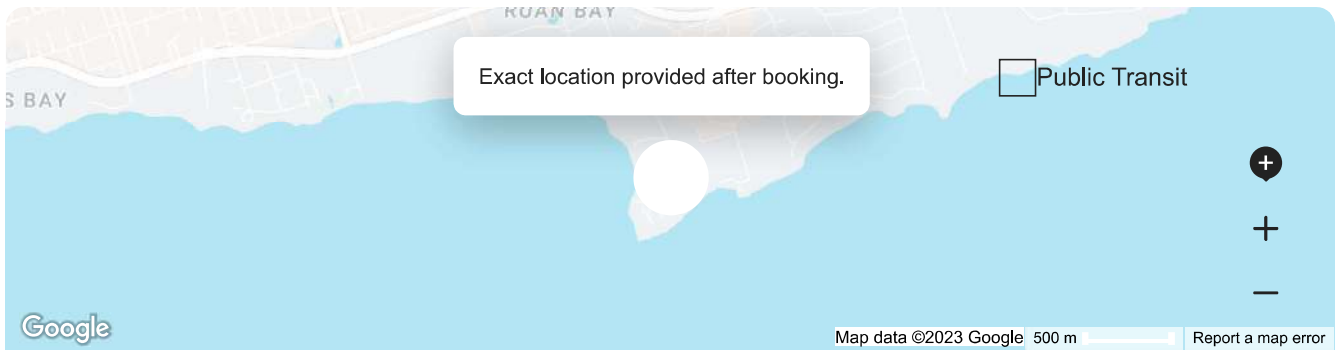 RUAN BAY
Exact location provided after booking.
Public Transit
S BAY
Google
Map data ©2023 Google
500 m
Report a map error